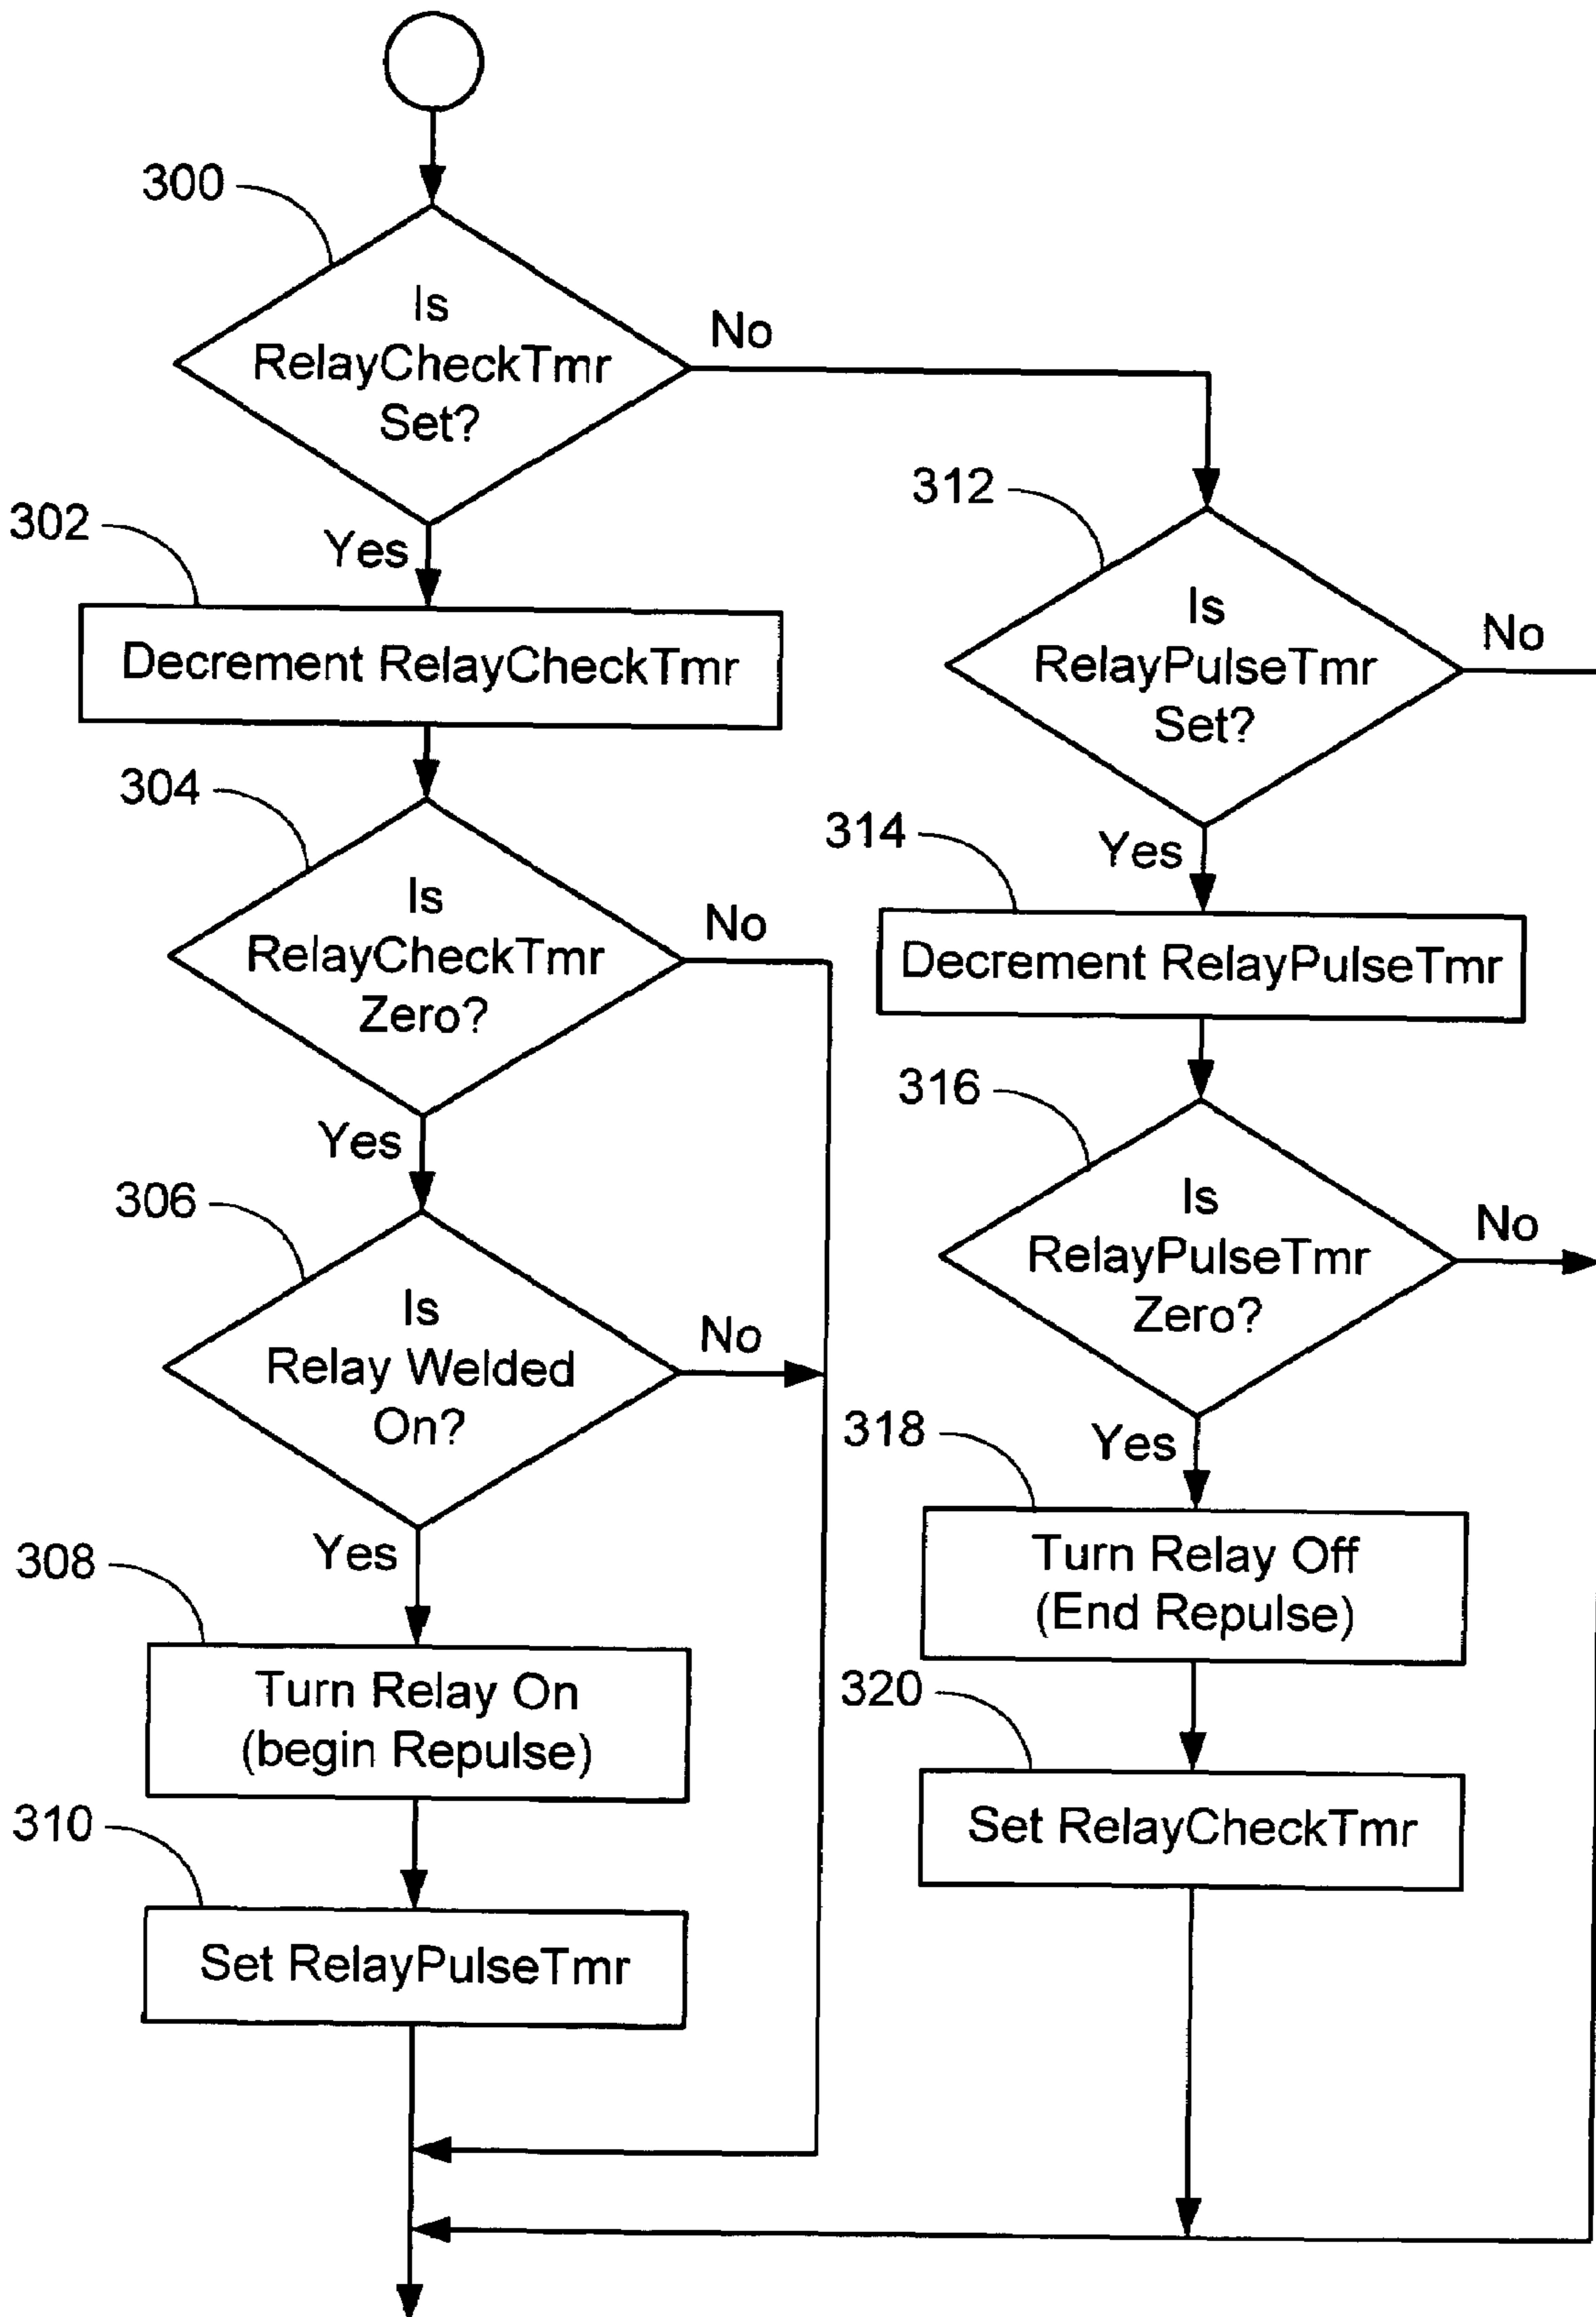 300
Is
RelayCheckTmr
Set?
No
Yes
302
Decrement RelayCheckTmr
304
Is
RelayCheckTmr
Zero?
No
Yes
306
Is
Relay Welded
On?
No
Yes
308
Turn Relay On
(begin Repulse)
310
Set RelayPulseTmr
312
Is
RelayPulseTmr
Set?
No
Yes
314
Decrement RelayPulseTmr
316
Is
RelayPulseTmr
Zero?
No
Yes
318
Turn Relay Off
(End Repulse)
320
Set RelayCheckTmr